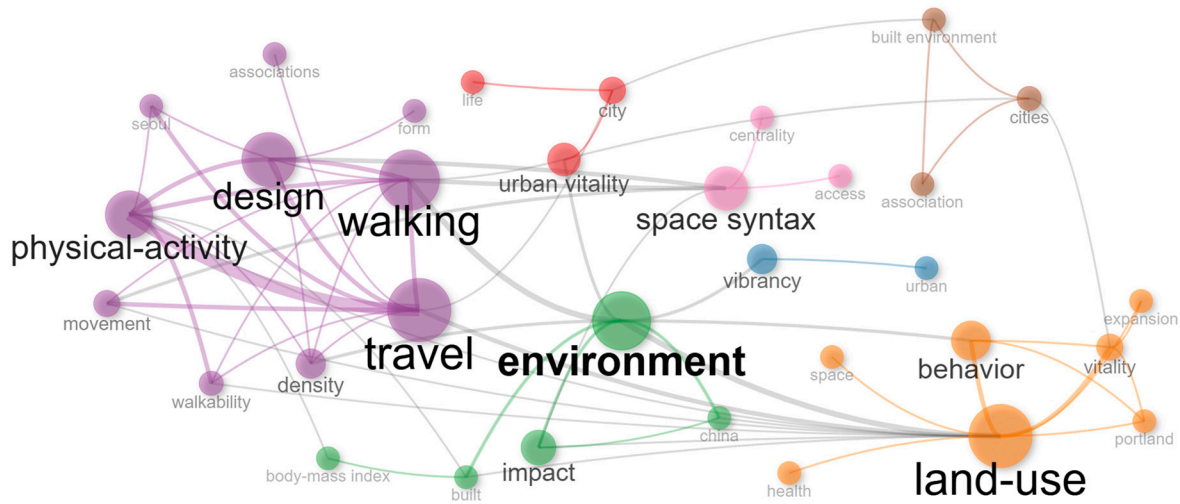 built environment
associations
life
city
cities
seoul
form
centrality
design
urban vitality
access
association
walking
space syntax
physical-activity
vibrancy
urban
movement
expansion
travel
environment
behavior
vitality
density
space
walkability
china
portland
body-mass index
impact
built
land-use
health